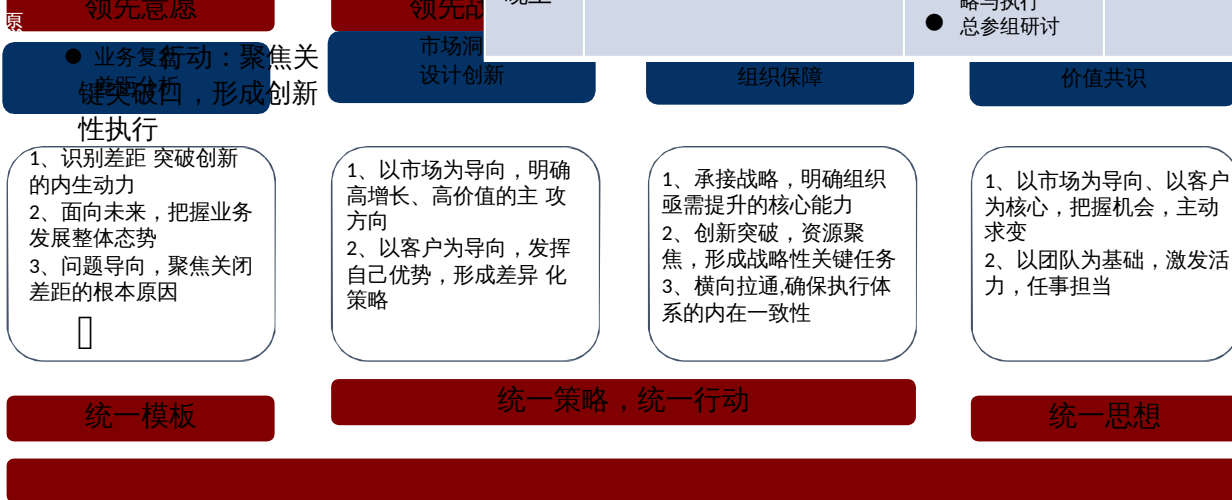 领先意愿
领先战
略与执行
总参组研讨
业务复盘
差距分析
行动：聚焦关
键突破口，形成创新
性执行
市场洞
设计创新
组织保障
价值共识
1、识别差距 突破创新
的内生动力
2、面向未来，把握业务
发展整体态势
3、问题导向，聚焦关闭
差距的根本原因
1、以市场为导向，明确
高增长、高价值的主 攻
方向
2、以客户为导向，发挥
自己优势，形成差异 化
策略
1、承接战略，明确组织
亟需提升的核心能力
2、创新突破，资源聚
焦，形成战略性关键任务
3、横向拉通,确保执行体
系的内在一致性
1、以市场为导向、以客户
为核心，把握机会，主动
求变
2、以团队为基础，激发活
力，任事担当
统一模板
统一策略，统一行动
统一思想